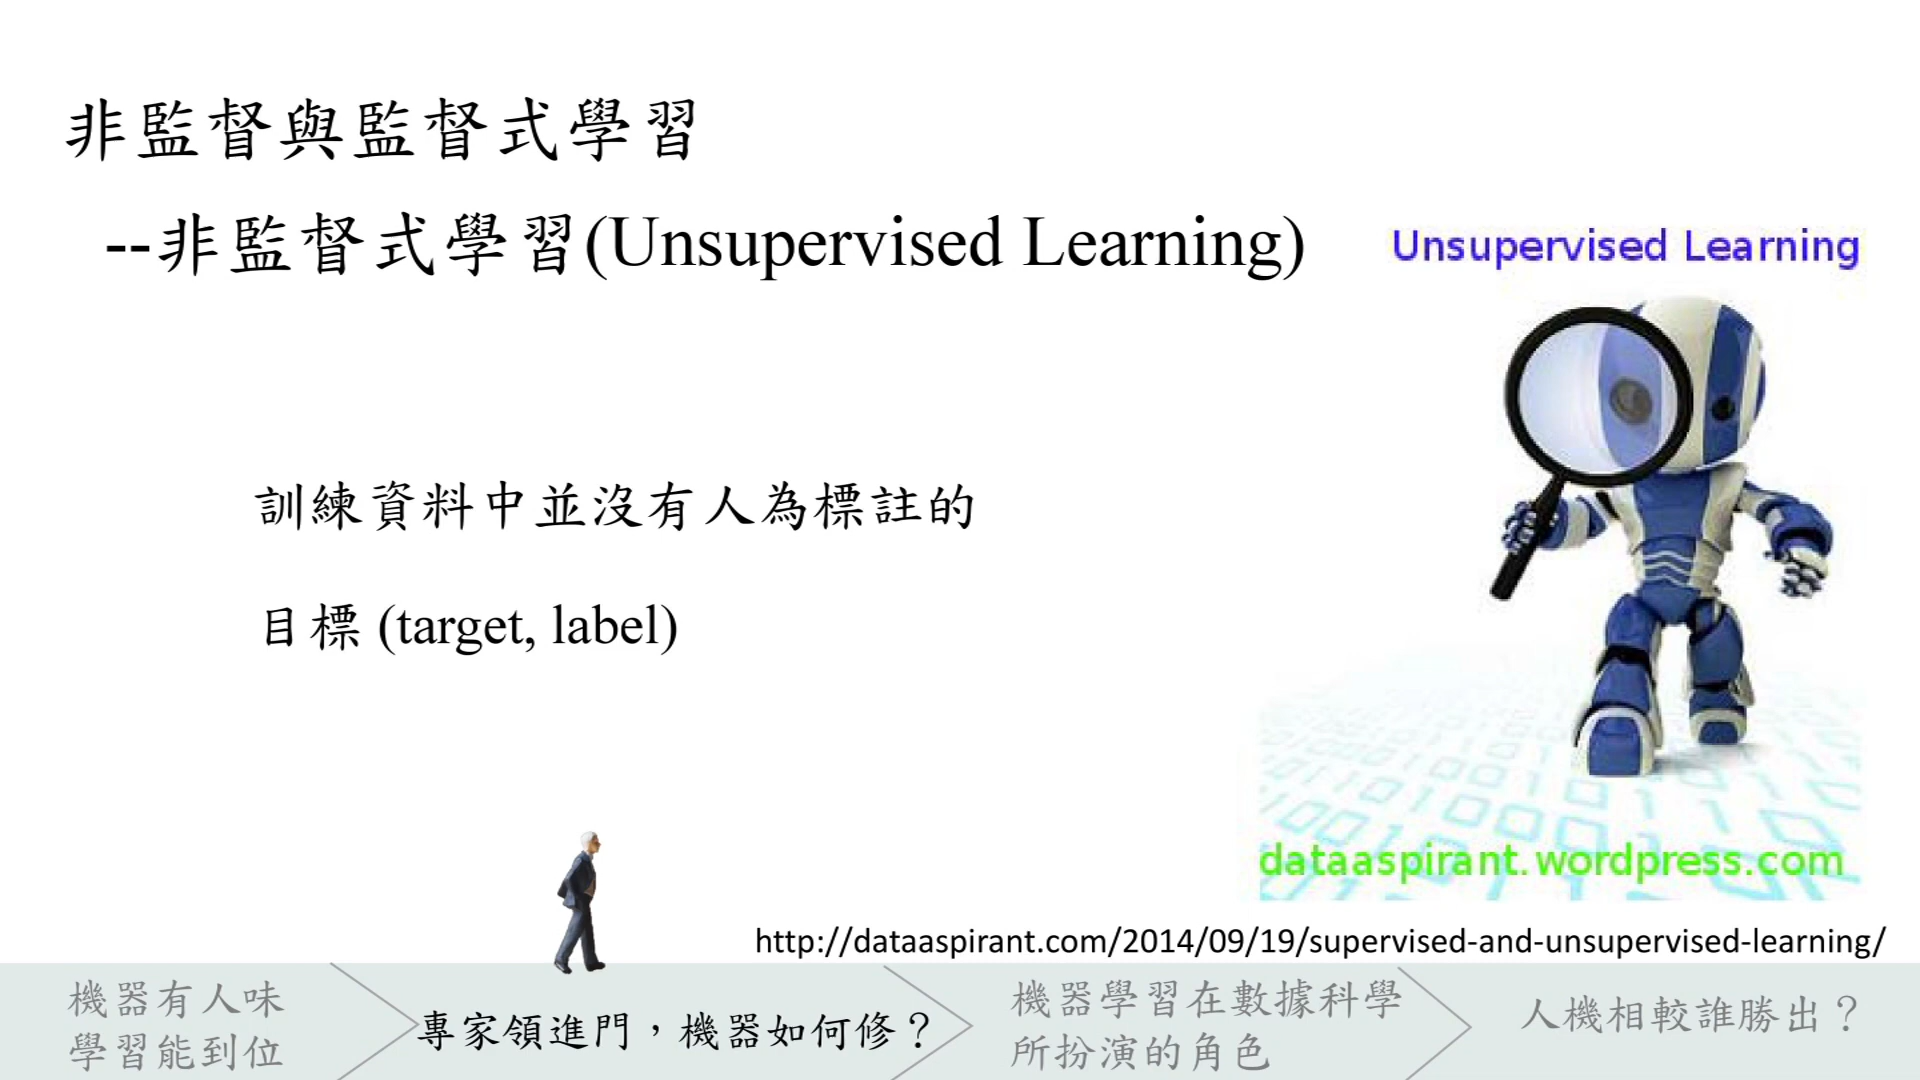 非監督與監督式學習
--非監督式學習(Unsupervised Learning)
Unsupervised Learning
訓練資料中並沒有人為標註的
目標 (target, label)
dataaspirant.wordpress.com
http://dataaspirant.com/2014/09/19/supervised-and-unsupervised-learning/
機器有人味
學習能到位
專家領進門，機器如何修？
機器學習在數據科學
所扮演的角色
人機相較誰勝出？